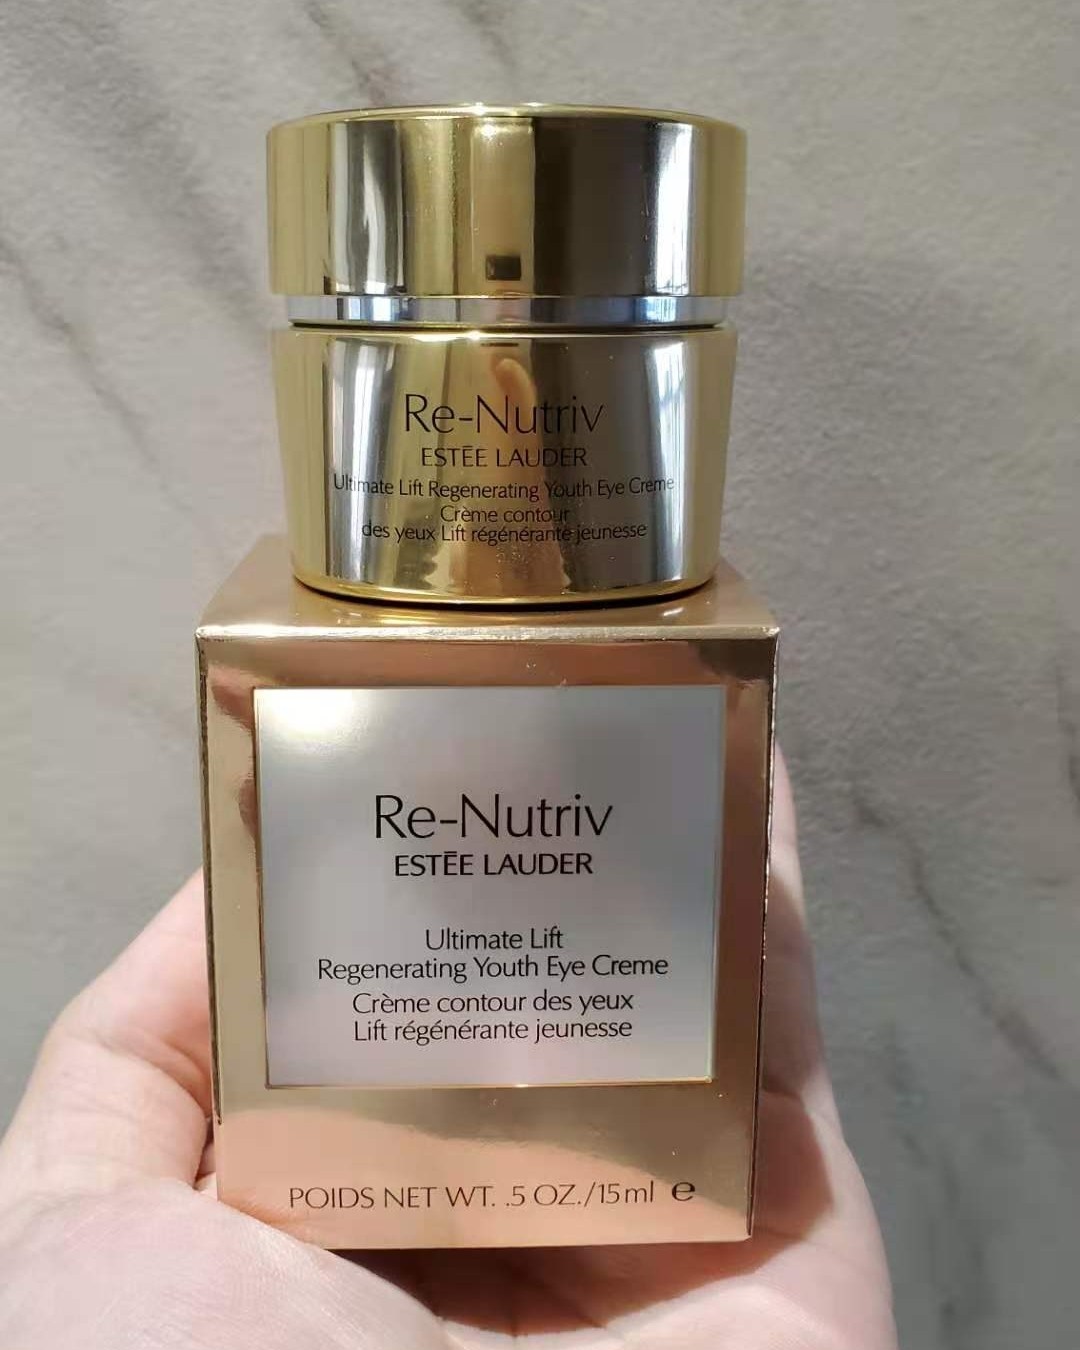 Re-Nutriv
ESTĒE LAUDER
Ultimate Lift Regenerating Youth Eye Creme
Crème contour
des yeux Lift régénérante jeunesse
Re-Nutriv
ESTĒE LAUDER
Ultimate Lift
Regenerating Youth Eye Creme
Crème contour des yeux
Lift régénérante jeunesse
POIDS NET WT. .5 OZ./15ml ℮